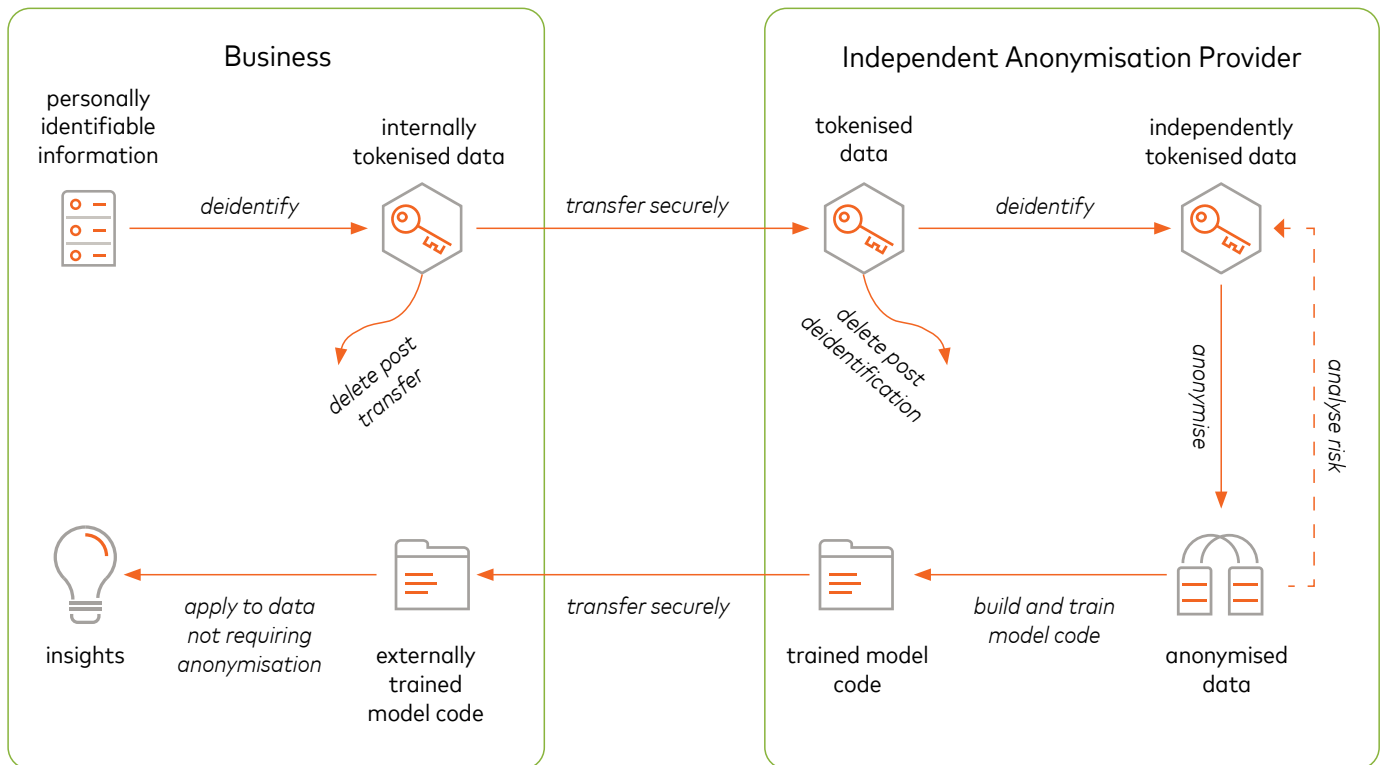 Business
personally
identifiable
information
internally
tokenised data
deidentify
transfer securely
delete post
transfer
Independent Anonymisation Provider
tokenised
data
independently
tokenised data
deidentify
delete post
deidentification
anonymise
analyse risk
anonymised
data
build and train
model code
trained model
code
transfer securely
externally
trained
model code
apply to data
not requiring
anonymisation
insights